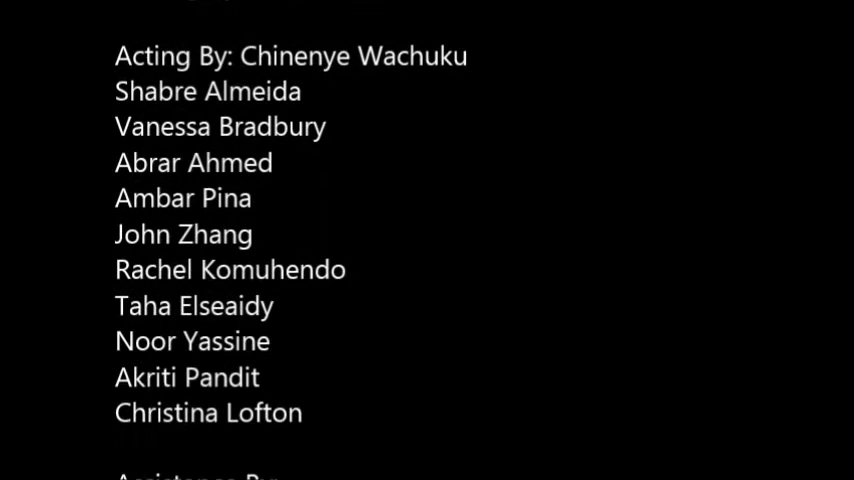 Acting By: Chinenye Wachuku
Shabre Almeida
Vanessa Bradbury
Abrar Ahmed
Ambar Pina
John Zhang
Rachel Komuhendo
Taha Elseaidy
Noor Yassine
Akriti Pandit
Christina Lofton